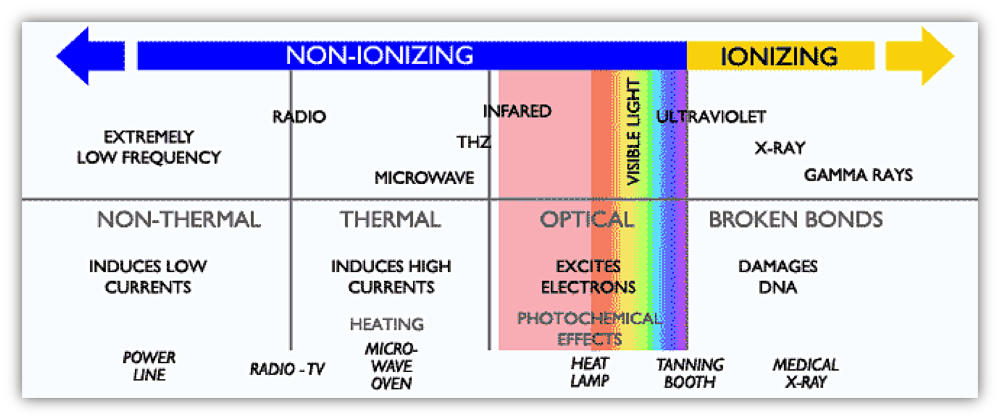 NON-IONIZING
IONIZING
RADIO
INFARED
ULTRAVIOLET
VISIBLE LIGHT
EXTREMELY
LOW FREQUENCY
THZ
X-RAY
MICROWAVE
GAMMA RAYS
NON-THERMAL
THERMAL
OPTICAL
BROKEN BONDS
INDUCES LOW
CURRENTS
INDUCES HIGH
CURRENTS
HEATING
EXCITES
ELECTRONS
PHOTOCHEMICAL
EFFECTS
DAMAGES
DNA
POWER
LINE
RADIO - TV
MICRO-
WAVE
OVEN
HEAT
LAMP
TANNING
BOOTH
MEDICAL
X-RAY